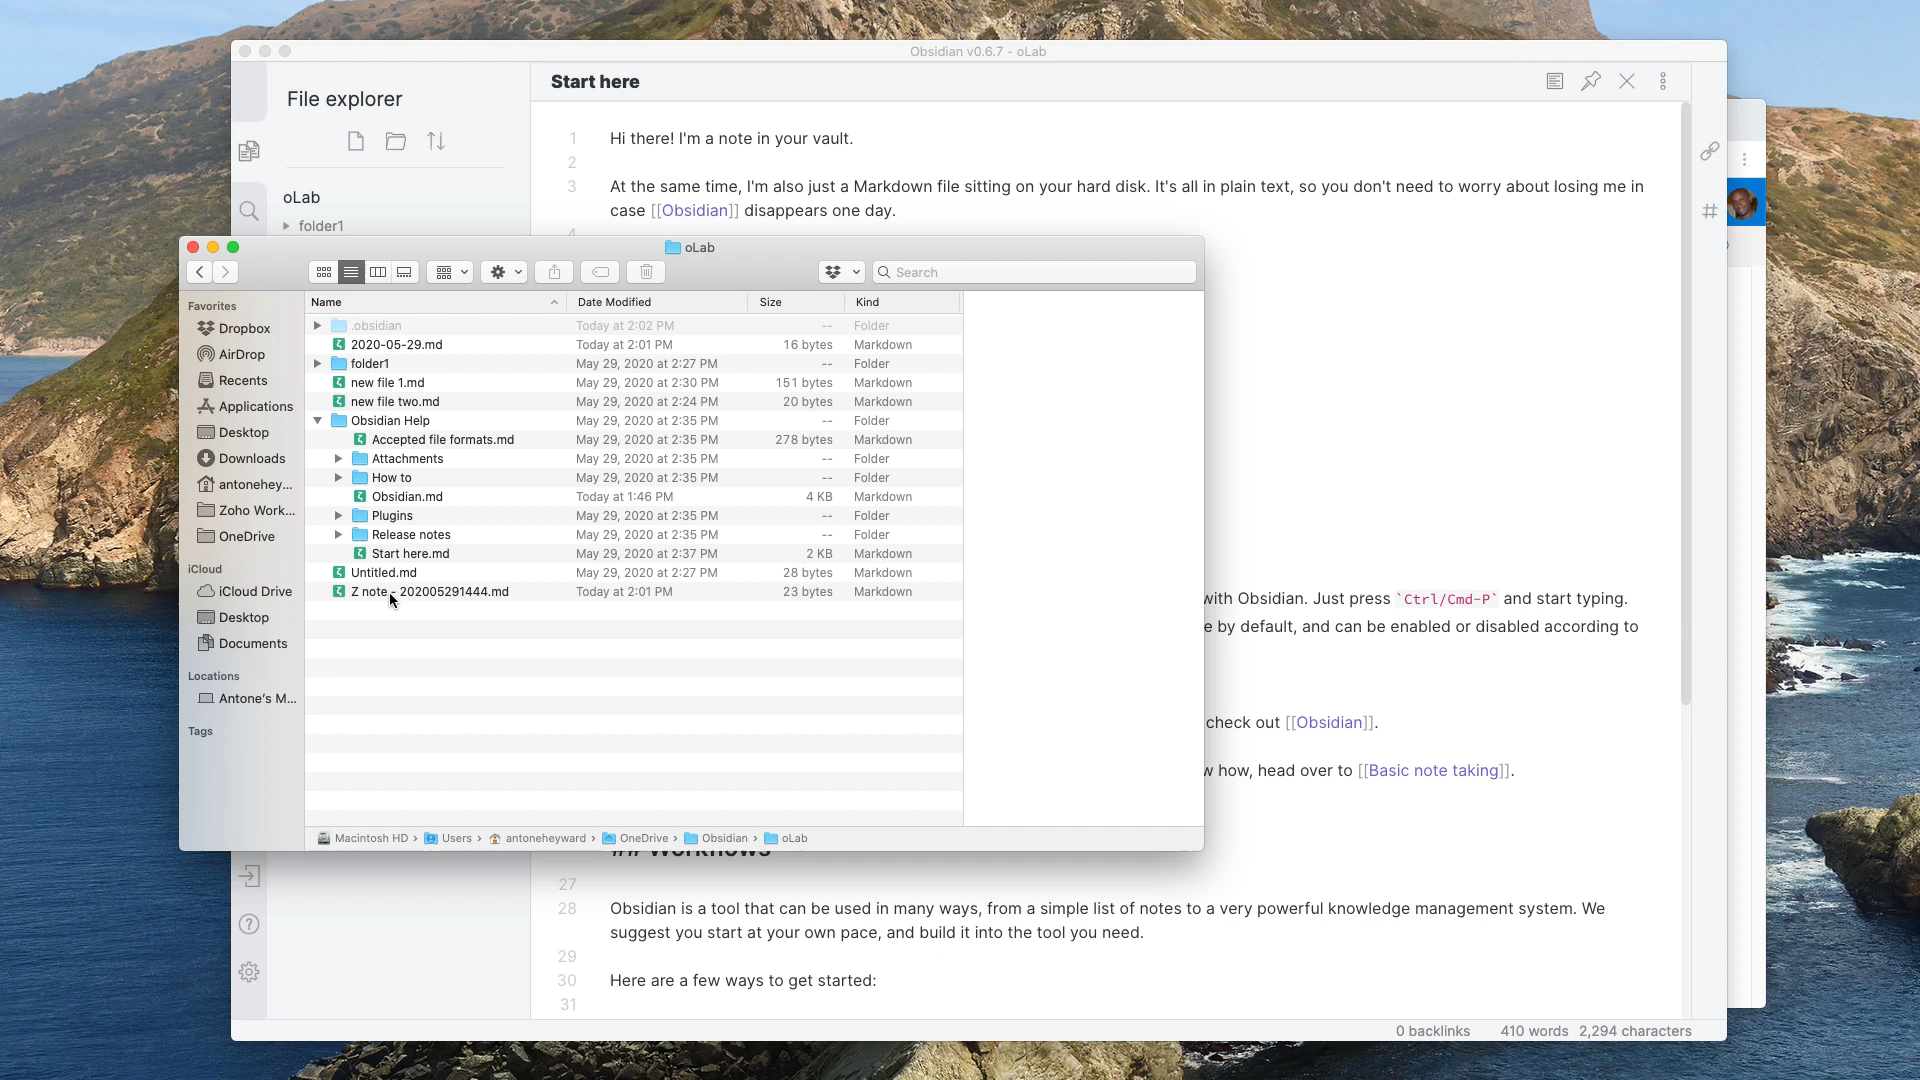 Obsidian v0.6.7 - oLab
File explorer
Start here
oLab
folder1
1 Hi there! I'm a note in your vault.
2
3 At the same time, I'm also just a Markdown file sitting on your hard disk. It's all in plain text, so you don't need to worry about losing me in
case [[Obsidian]] disappears one day.
4
oLab
Search
Favorites
Dropbox
AirDrop
Recents
Applications
Desktop
Downloads
antonehey...
Zoho Work...
OneDrive
iCloud
iCloud Drive
Desktop
Documents
Locations
Antone's M...
Tags
Name Date Modified Size Kind
.obsidian Today at 2:02 PM -- Folder
2020-05-29.md Today at 2:01 PM 16 bytes Markdown
folder1 May 29, 2020 at 2:27 PM -- Folder
new file 1.md May 29, 2020 at 2:30 PM 151 bytes Markdown
new file two.md May 29, 2020 at 2:24 PM 20 bytes Markdown
Obsidian Help May 29, 2020 at 2:35 PM -- Folder
Accepted file formats.md May 29, 2020 at 2:35 PM 278 bytes Markdown
Attachments May 29, 2020 at 2:35 PM -- Folder
How to May 29, 2020 at 2:35 PM -- Folder
Obsidian.md Today at 1:46 PM 4 KB Markdown
Plugins May 29, 2020 at 2:35 PM -- Folder
Release notes May 29, 2020 at 2:35 PM -- Folder
Start here.md May 29, 2020 at 2:37 PM 2 KB Markdown
Untitled.md May 29, 2020 at 2:27 PM 28 bytes Markdown
Z note - 202005291444.md Today at 2:01 PM 23 bytes Markdown
Macintosh HD › Users › antoneheyward › OneDrive › Obsidian › oLab
with Obsidian. Just press `Ctrl/Cmd-P` and start typing.
e by default, and can be enabled or disabled according to
check out [[Obsidian]].
w how, head over to [[Basic note taking]].
## Workflows
27
28 Obsidian is a tool that can be used in many ways, from a simple list of notes to a very powerful knowledge management system. We
suggest you start at your own pace, and build it into the tool you need.
29
30 Here are a few ways to get started:
31
0 backlinks 410 words 2,294 characters